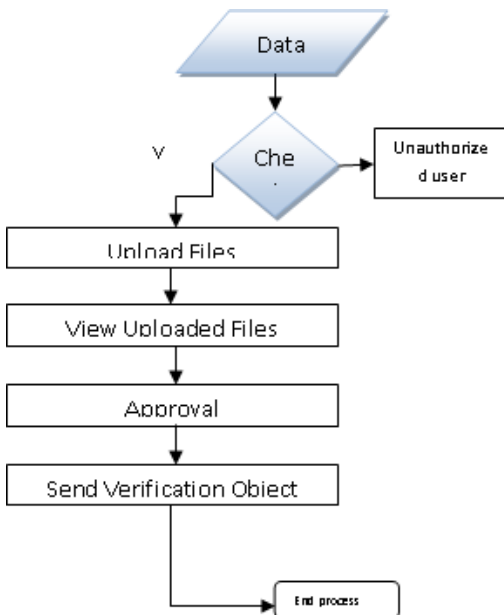 Data
Che
Unauthorize
d user
Upload Files
View Uploaded Files
Approval
Send Verification Object
End process